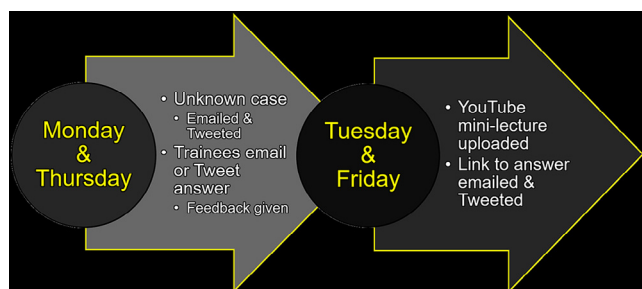 Monday
&
Thursday
• Unknown case
• Emailed &
Tweeted
• Trainees email
or Tweet
answer
• Feedback given
Tuesday
&
Friday
• YouTube
mini-lecture
uploaded
• Link to answer
emailed &
Tweeted